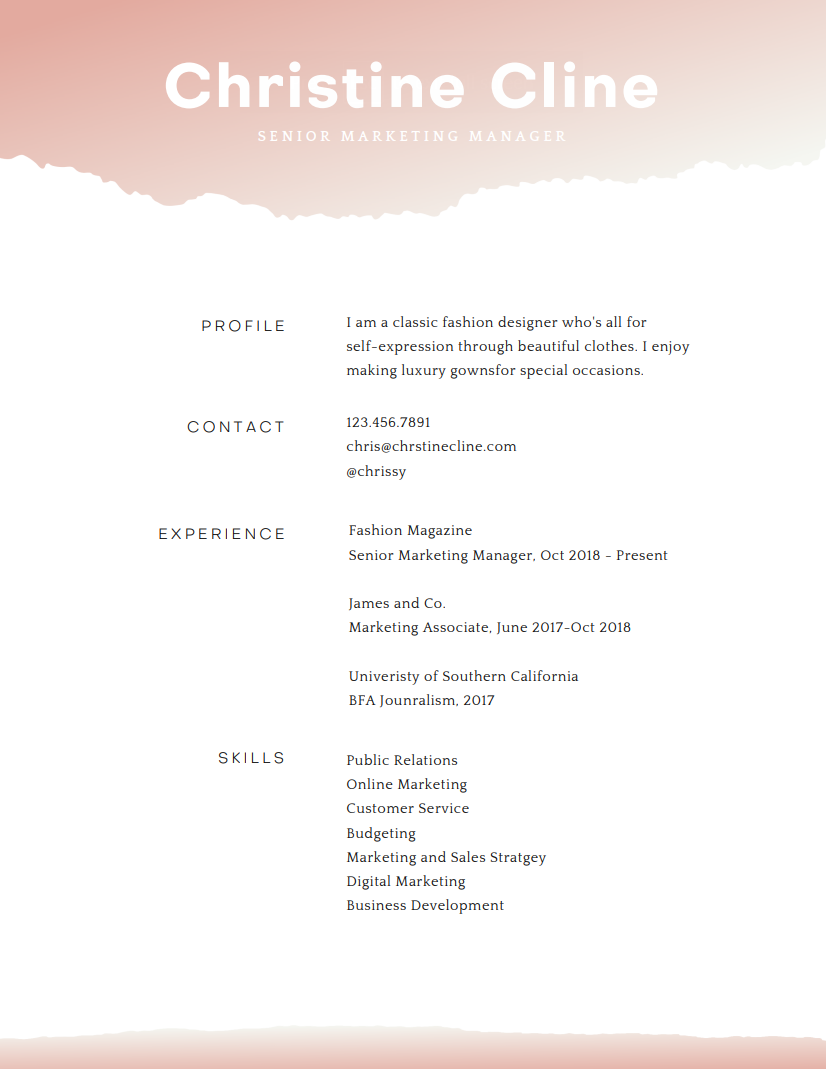 Christine Cline
SENIOR MARKETING MANAGER
PROFILE
I am a classic fashion designer who's all for
self-expression through beautiful clothes. I enjoy
making luxury gownsfor special occasions.
CONTACT
123.456.7891
chris@chrstinecline.com
@chrissy
EXPERIENCE
Fashion Magazine
Senior Marketing Manager, Oct 2018 - Present
James and Co.
Marketing Associate, June 2017-Oct 2018
Univeristy of Southern California
BFA Jounralism, 2017
SKILLS
Public Relations
Online Marketing
Customer Service
Budgeting
Marketing and Sales Stratgey
Digital Marketing
Business Development